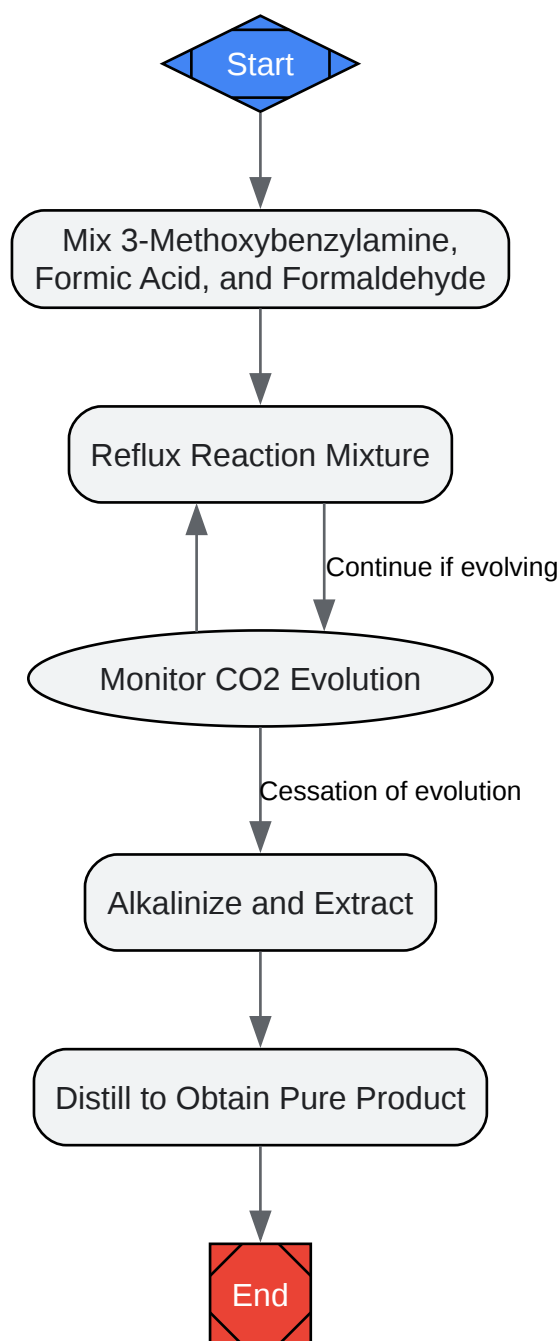 Start
Mix 3-Methoxybenzylamine,
Formic Acid, and Formaldehyde
Reflux Reaction Mixture
Continue if evolving
Monitor CO2 Evolution
Cessation of evolution
Alkalinize and Extract
Distill to Obtain Pure Product
End